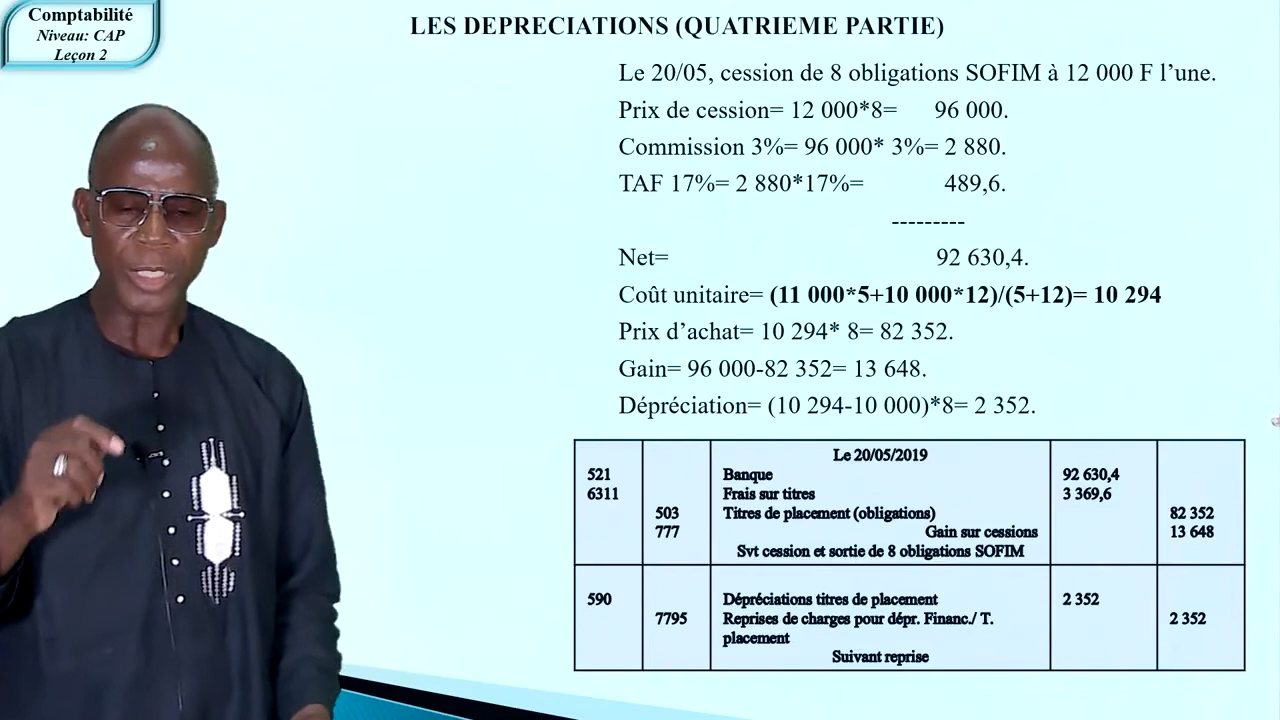 Comptabilité
Niveau: CAP
Leçon 2
LES DEPRECIATIONS (QUATRIEME PARTIE)
Le 20/05, cession de 8 obligations SOFIM à 12 000 F l’une.
Prix de cession= 12 000*8= 96 000.
Commission 3%= 96 000* 3%= 2 880.
TAF 17%= 2 880*17%= 489,6.
---------
Net= 92 630,4.
Coût unitaire= (11 000*5+10 000*12)/(5+12)= 10 294
Prix d’achat= 10 294* 8= 82 352.
Gain= 96 000-82 352= 13 648.
Dépréciation= (10 294-10 000)*8= 2 352.
Le 20/05/2019
521 Banque 92 630,4
6311 Frais sur titres 3 369,6
503 Titres de placement (obligations) 82 352
777 Gain sur cessions 13 648
Svt cession et sortie de 8 obligations SOFIM
590 Dépréciations titres de placement 2 352
7795 Reprises de charges pour dépr. Financ./ T. 2 352
placement
Suivant reprise